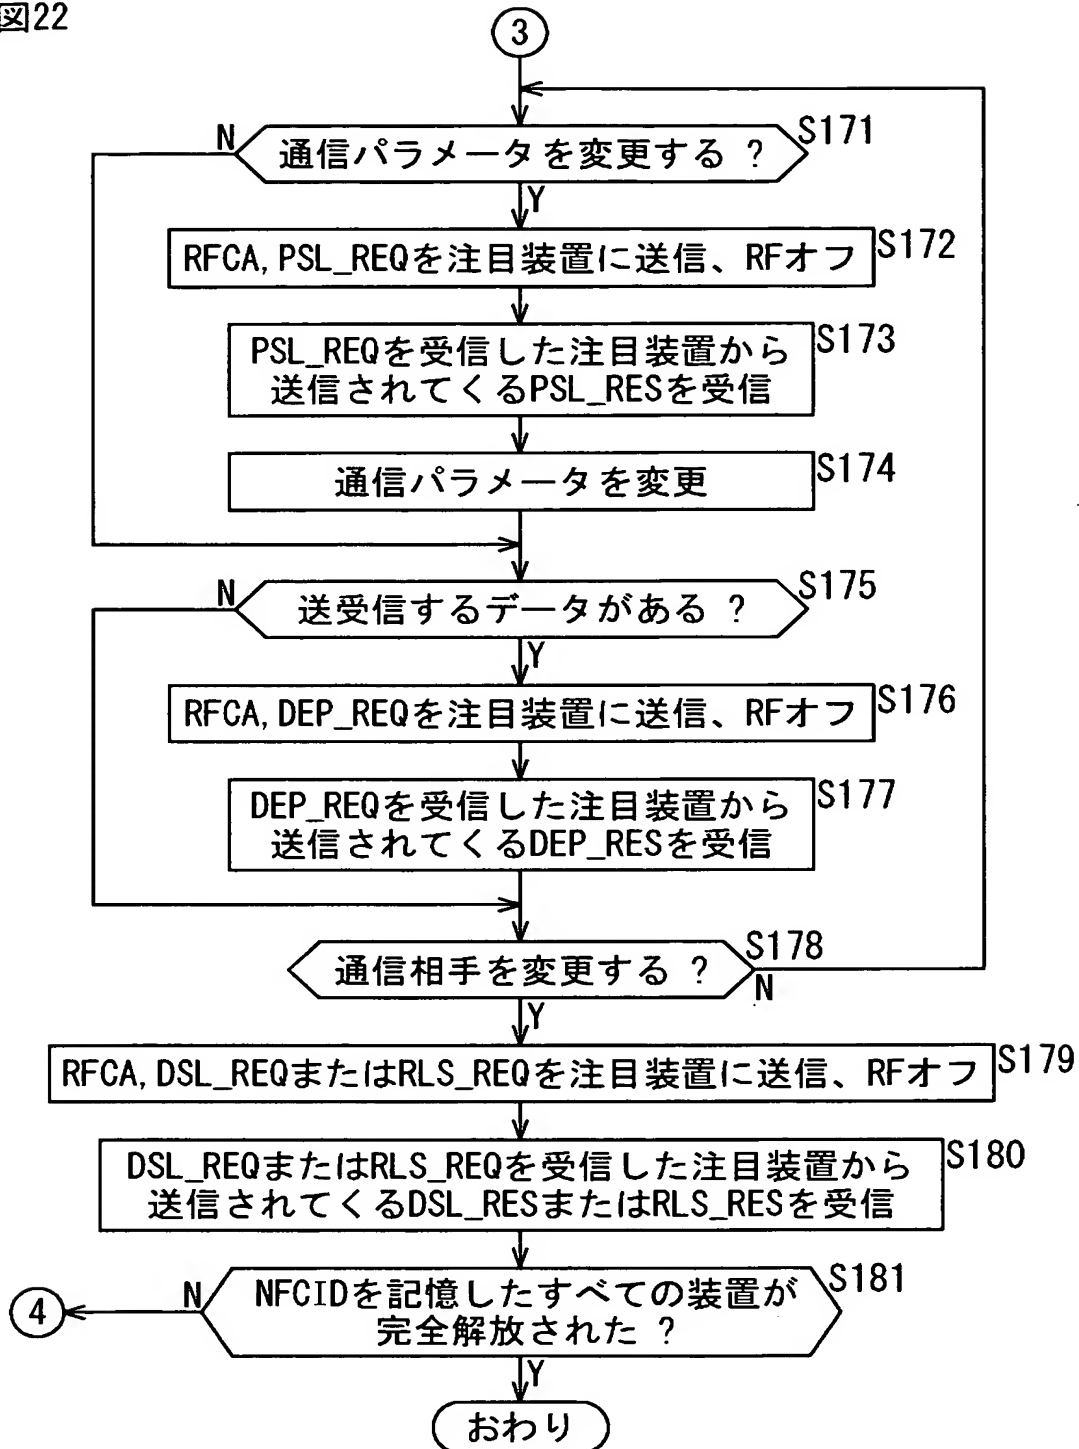 図22
3
S171
N
通信パラメータを変更する ?
Y
RFCA, PSL_REQを注目装置に送信、RFオフ
S172
PSL_REQを受信した注目装置から
送信されてくるPSL_RESを受信
S173
通信パラメータを変更
S174
S175
N
送受信するデータがある ?
Y
RFCA, DEP_REQを注目装置に送信、RFオフ
S176
DEP_REQを受信した注目装置から
送信されてくるDEP_RESを受信
S177
S178
通信相手を変更する ?
N
Y
RFCA, DSL_REQまたはRLS_REQを注目装置に送信、RFオフ
S179
DSL_REQまたはRLS_REQを受信した注目装置から
送信されてくるDSL_RESまたはRLS_RESを受信
S180
S181
N
NFCIDを記憶したすべての装置が
完全解放された ?
4
Y
おわり